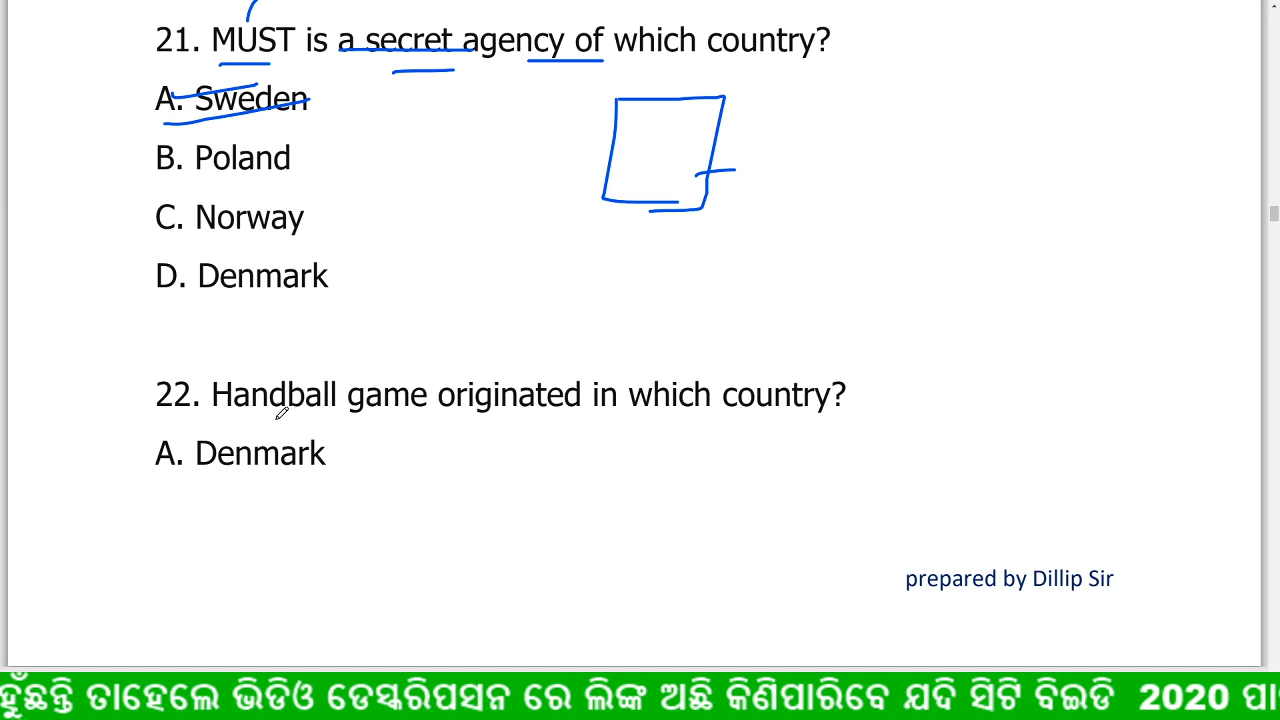 21. MUST is a secret agency of which country?
A. Sweden
B. Poland
C. Norway
D. Denmark
22. Handball game originated in which country?
A. Denmark
prepared by Dillip Sir
ହୁଁଛନ୍ତି ତାହେଲେ ଭିଡିଓ ଡେସ୍କରିପସନ ରେ ଲିଙ୍କ ଅଛି କିଣିପାରିବେ ଯଦି ସିଟି ବିଇଡି 2020 ପା